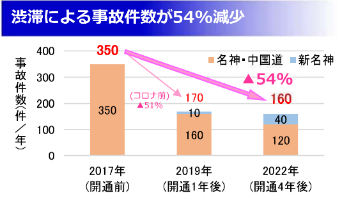 渋滞による事故件数が54%減少
名神・中国道 新名神
事故件数(件/年)
400
300
200
100
0
350
350
(コロナ前)
▲51%
170
10
160
▲54%
160
40
120
2017年
(開通前)
2019年
(開通1年後)
2022年
(開通4年後)